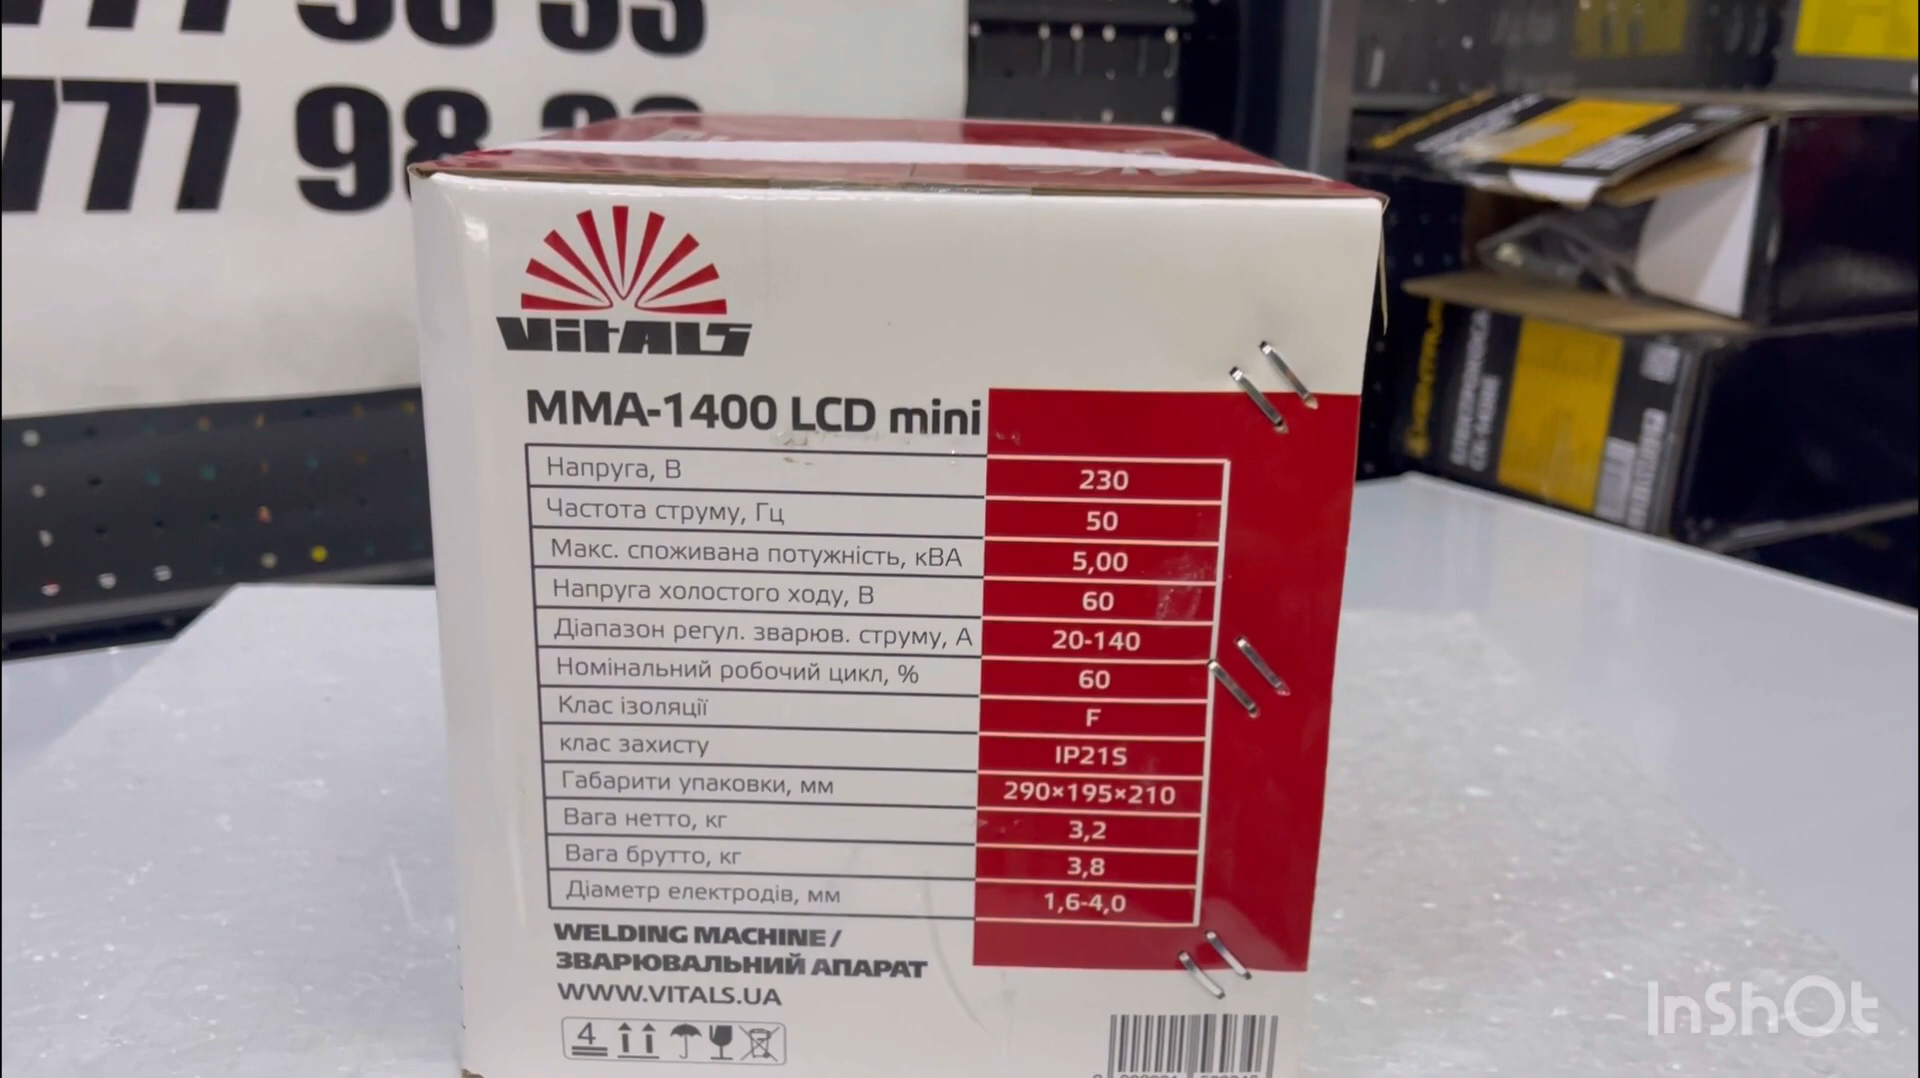 777 98 33
777 98
VITALS
MMA-1400 LCD mini
Напруга, В 230
Частота струму, Гц 50
Макс. споживана потужність, кВА 5,00
Напруга холостого ходу, В 60
Діапазон регул. зварюв. струму, А 20-140
Номінальний робочий цикл, % 60
Клас ізоляції F
клас захисту IP21S
Габарити упаковки, мм 290×195×210
Вага нетто, кг 3,2
Вага брутто, кг 3,8
Діаметр електродів, мм 1,6-4,0
WELDING MACHINE /
ЗВАРЮВАЛЬНИЙ АПАРАТ
WWW.VITALS.UA
4
InShOt